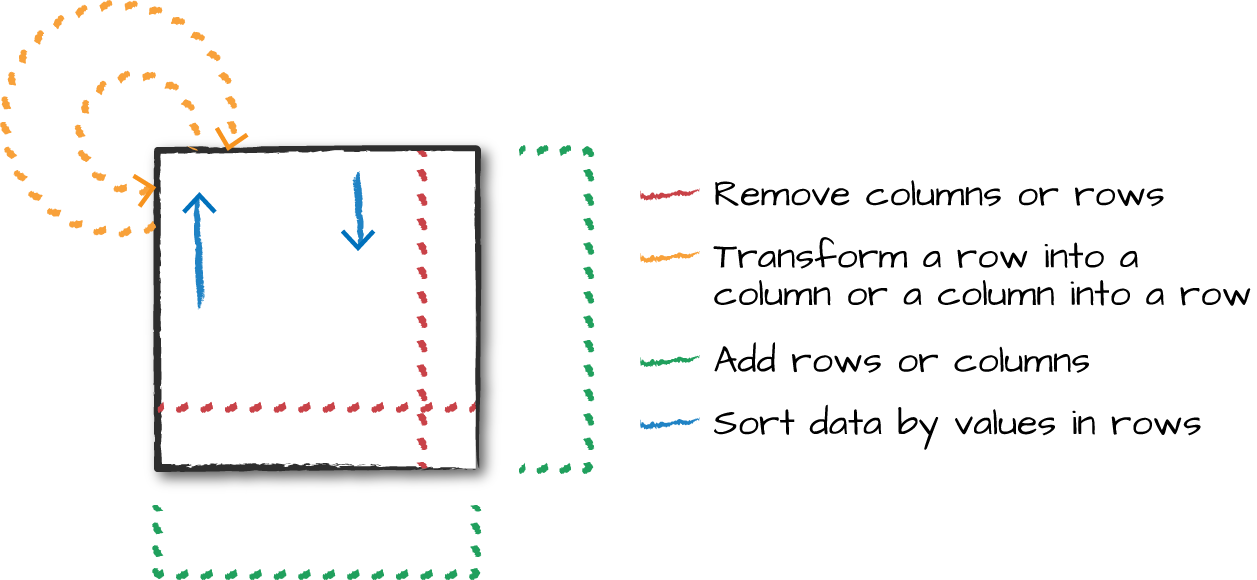 Remove columns or rows
Transform a row into a
column or a column into a row
Add rows or columns
Sort data by values in rows